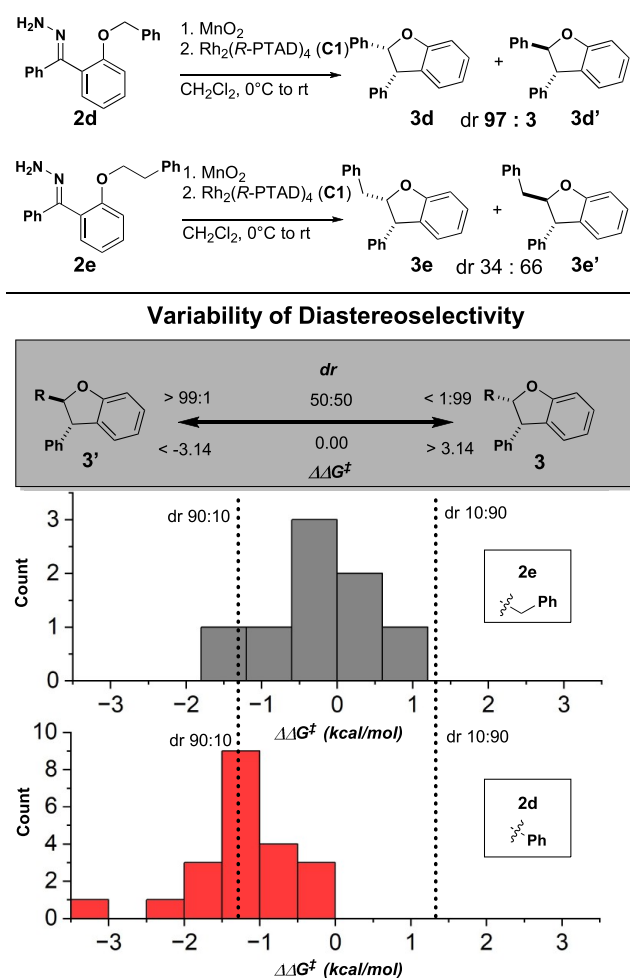 H₂N N O Ph
Ph
2d
1. MnO₂
2. Rh₂(R-PTAD)₄ (C1)
CH₂Cl₂, 0°C to rt
Ph O
Ph
3d
+
Ph O
Ph
3d'
dr 97 : 3
H₂N N O Ph
Ph
2e
1. MnO₂
2. Rh₂(R-PTAD)₄ (C1)
CH₂Cl₂, 0°C to rt
Ph O
Ph
3e
+
Ph O
Ph
3e'
dr 34 : 66
Variability of Diastereoselectivity
R O
Ph
3'
dr
> 99:1 50:50 < 1:99
< -3.14 0.00 > 3.14
ΔΔG‡
R O
Ph
3
dr 90:10
dr 10:90
2e
Ph
Count
3
2
1
0
−3 −2 −1 0 1 2 3
ΔΔG‡ (kcal/mol)
dr 90:10
dr 10:90
2d
Ph
Count
10
8
6
4
2
0
−3 −2 −1 0 1 2 3
ΔΔG‡ (kcal/mol)